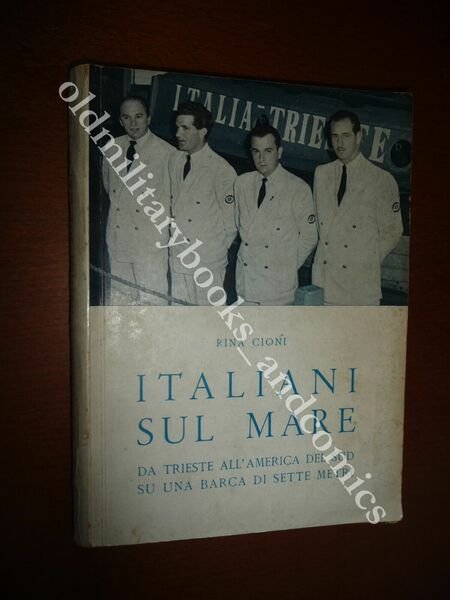 ITALIA-TRIESTE
RINA CIONI
ITALIANI
SUL MARE
DA TRIESTE ALL'AMERICA DEL SUD
SU UNA BARCA DI SETTE METRI
oldmilitarybooks_andcomics